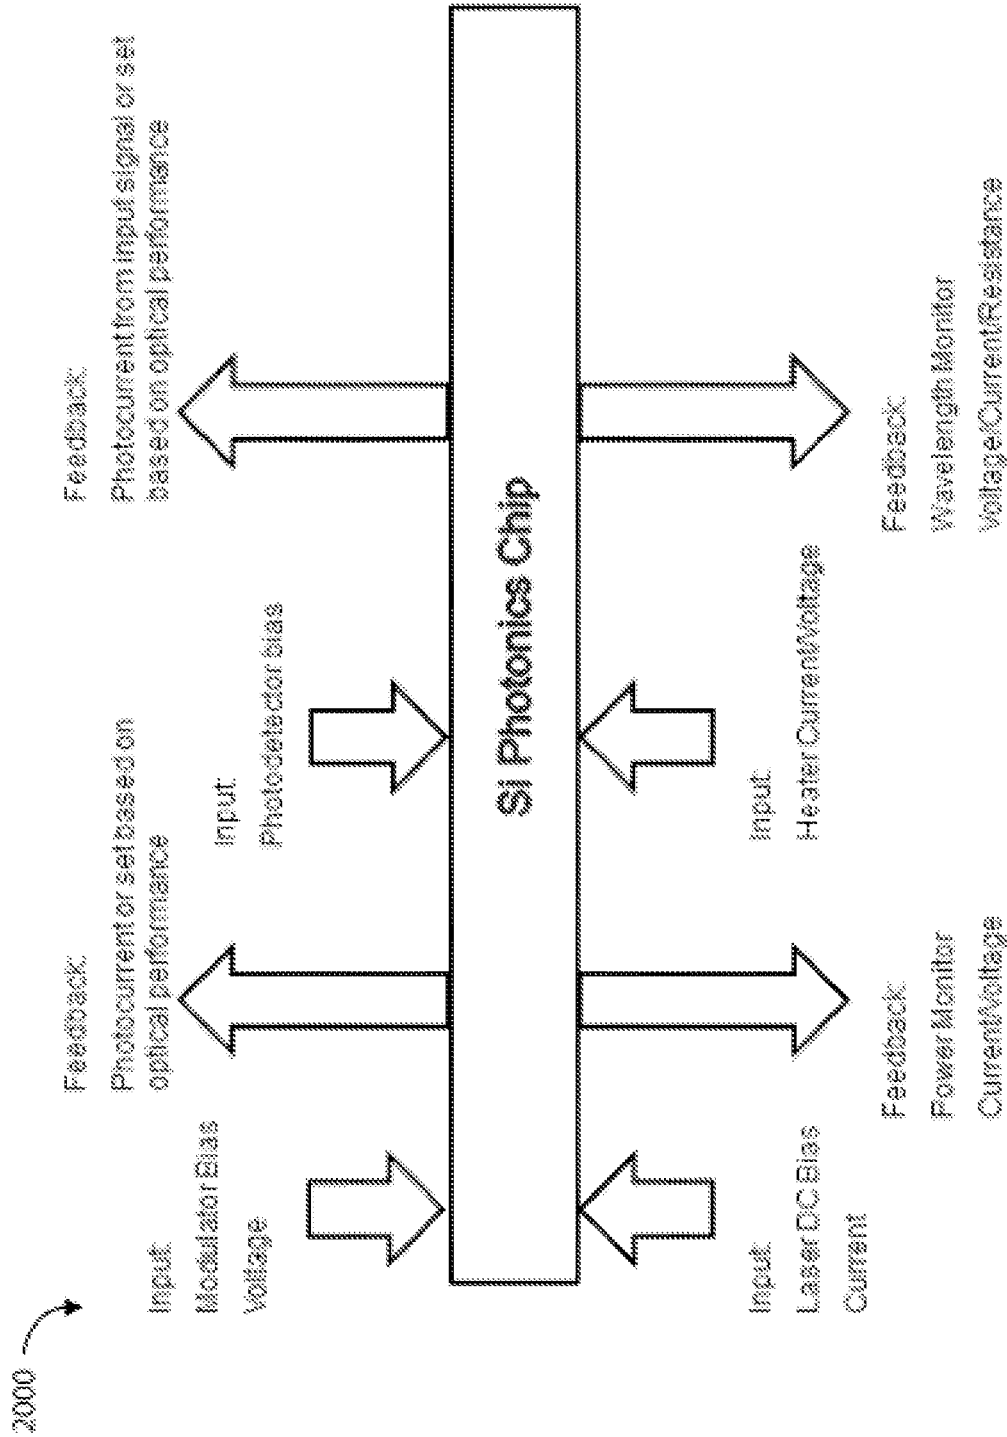 2000
Input:
Modulator Bias
Voltage
Feedback:
Photocurrent or set based on
optical performance
Input:
Photodetector bias
Feedback:
Photocurrent from input signal or set
based on optical performance
Si Photonics Chip
Input:
Laser DC Bias
Current
Feedback:
Power Monitor
Current/Voltage
Input:
Heater Current/Voltage
Feedback:
Wavelength Monitor
Voltage/Current/Resistance